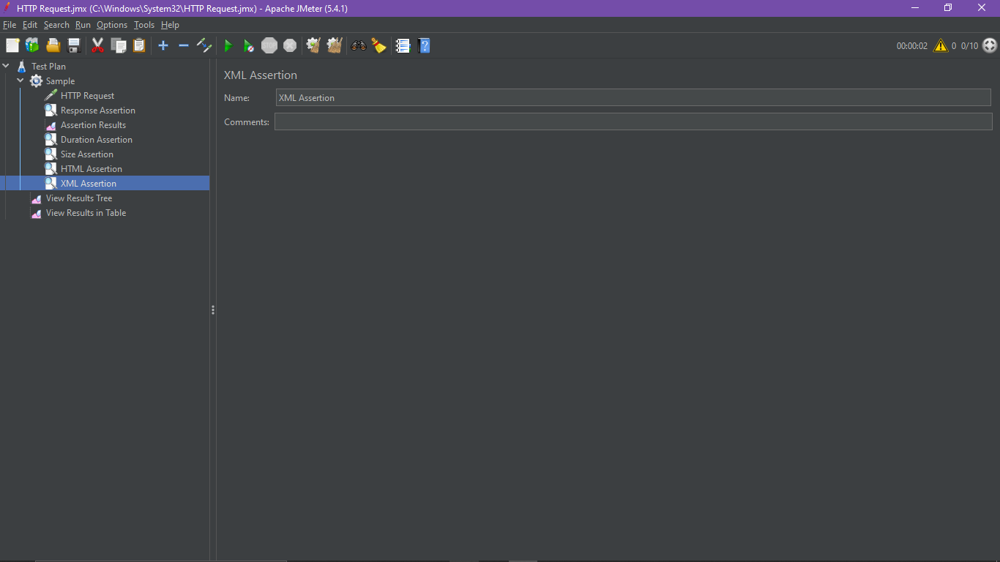 HTTP Request.jmx (C:\Windows\System32\HTTP Request.jmx) - Apache JMeter (5.4.1)
File Edit Search Run Options Tools Help
STOP 00:00:02 0 0/10
Test Plan
Sample
HTTP Request
Response Assertion
Assertion Results
Duration Assertion
Size Assertion
HTML Assertion
XML Assertion
View Results Tree
View Results in Table
XML Assertion
Name: XML Assertion
Comments: